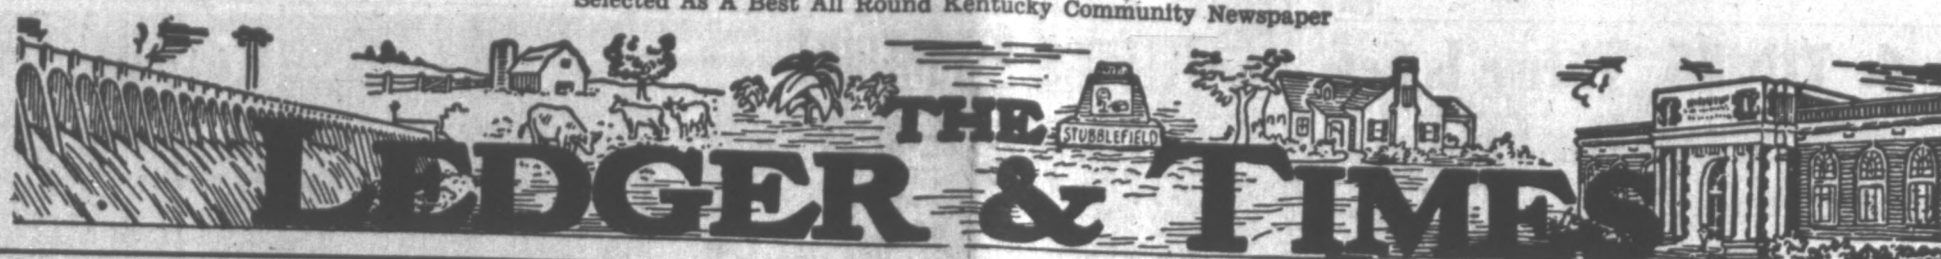 Selected As A Best All Round Kentucky Community Newspaper
THE
STUBBLEFIELD
LEDGER & TIMES